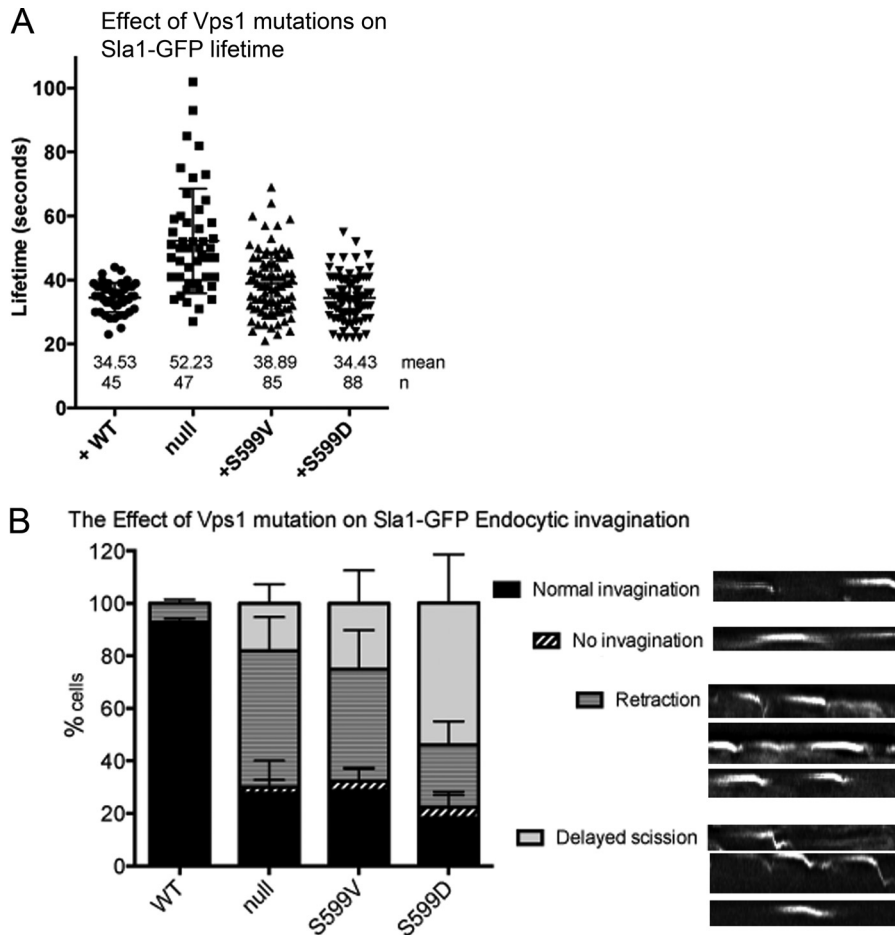 A
Effect of Vps1 mutations on
Sla1-GFP lifetime
Lifetime (seconds)
100
80
60
40
20
0
34.53 52.23 38.89 34.43 mean
45 47 85 88 n
+ WT null +S599V +S599D
B
The Effect of Vps1 mutation on Sla1-GFP Endocytic invagination
% cells
120
100
80
60
40
20
0
WT null S599V S599D
Normal invagination
No invagination
Retraction
Delayed scission